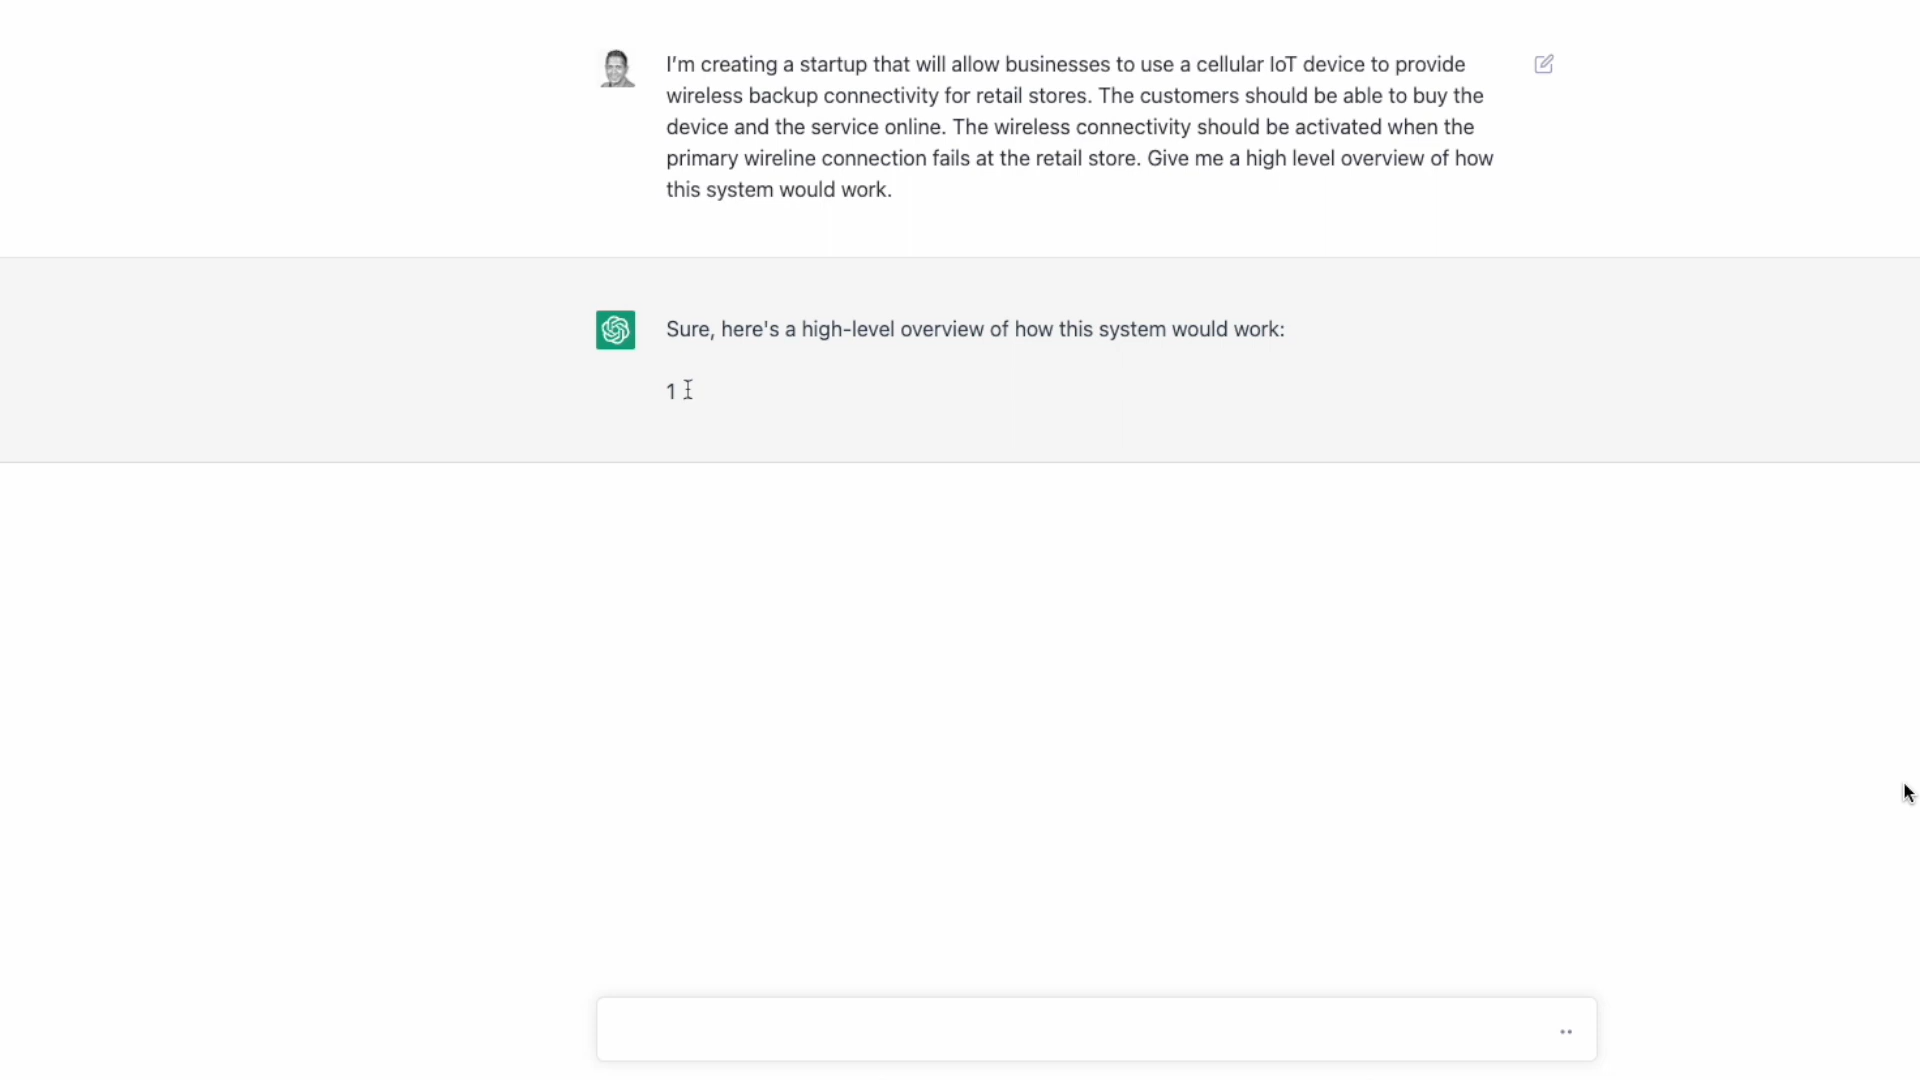 I’m creating a startup that will allow businesses to use a cellular IoT device to provide
wireless backup connectivity for retail stores. The customers should be able to buy the
device and the service online. The wireless connectivity should be activated when the
primary wireline connection fails at the retail store. Give me a high level overview of how
this system would work.
Sure, here's a high-level overview of how this system would work:
1